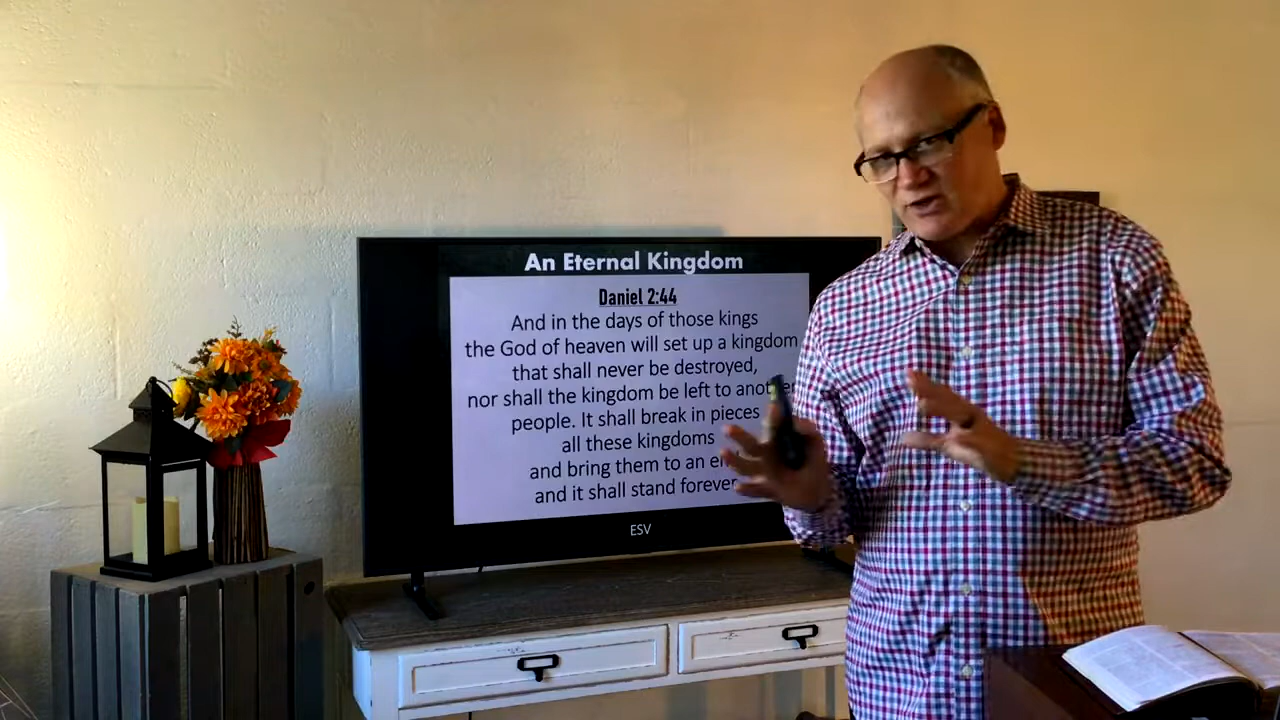 An Eternal Kingdom
Daniel 2:44
And in the days of those kings
the God of heaven will set up a kingdom
that shall never be destroyed,
nor shall the kingdom be left to another
people. It shall break in pieces
all these kingdoms
and bring them to an
and it shall stand forever
ESV